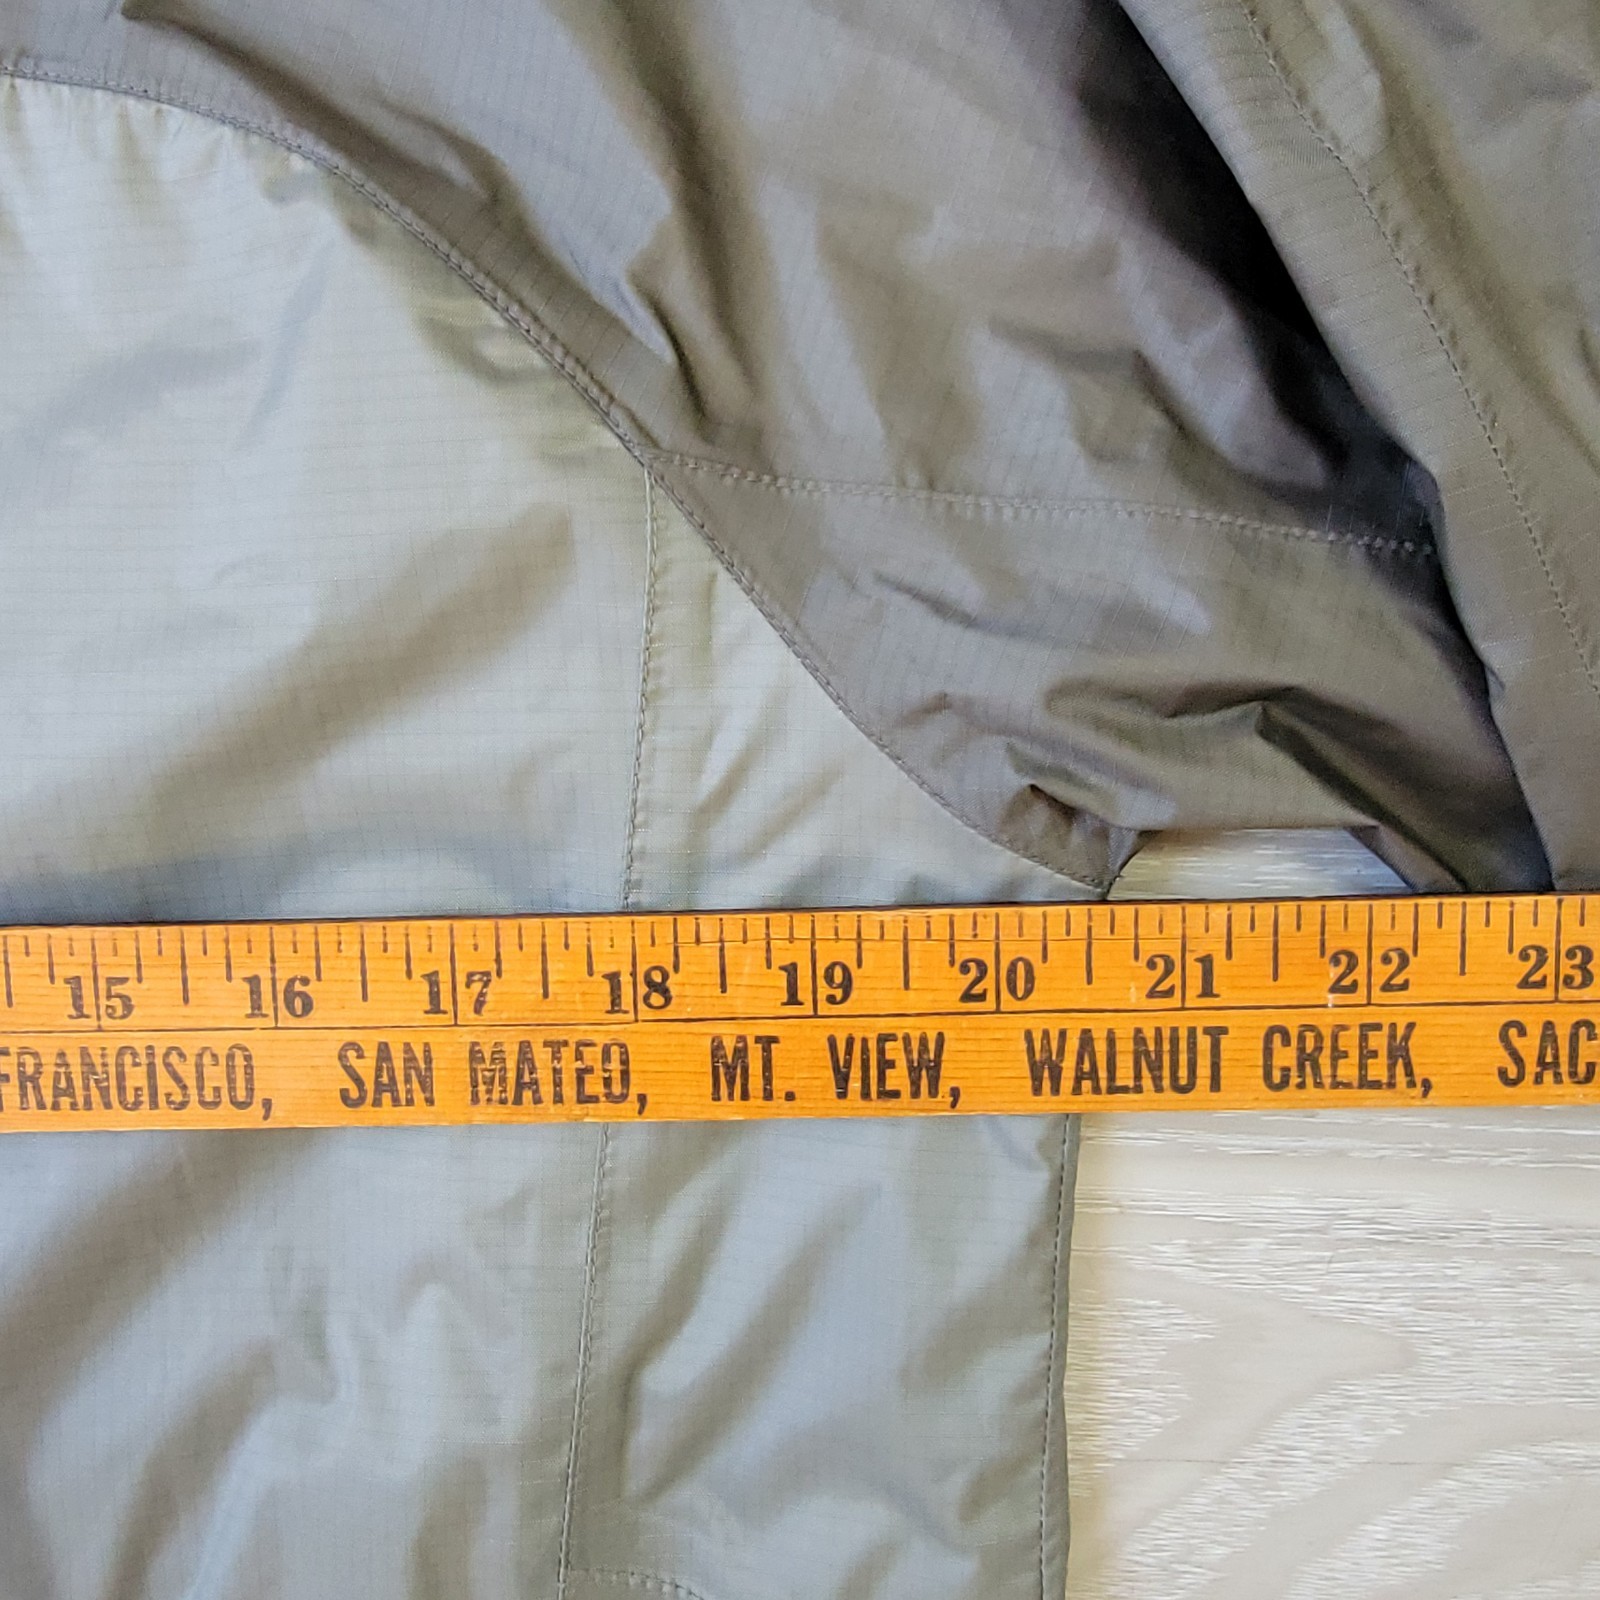 15 16 17 18 19 20 21 22 23
FRANCISCO, SAN MATEO, MT. VIEW, WALNUT CREEK, SAC